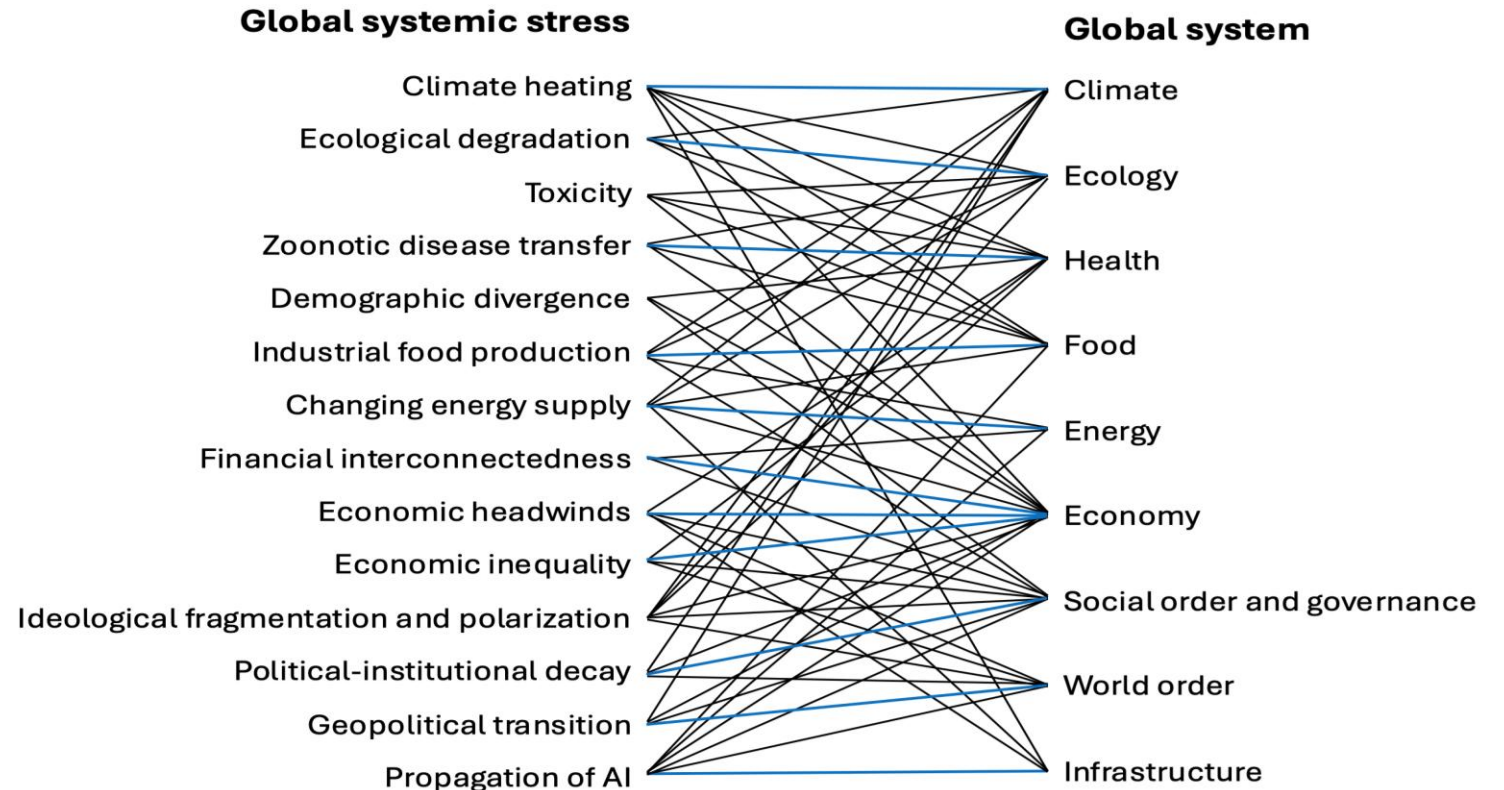 Global systemic stress
Climate heating
Ecological degradation
Toxicity
Zoonotic disease transfer
Demographic divergence
Industrial food production
Changing energy supply
Financial interconnectedness
Economic headwinds
Economic inequality
Ideological fragmentation and polarization
Political-institutional decay
Geopolitical transition
Propagation of AI
Global system
Climate
Ecology
Health
Food
Energy
Economy
Social order and governance
World order
Infrastructure